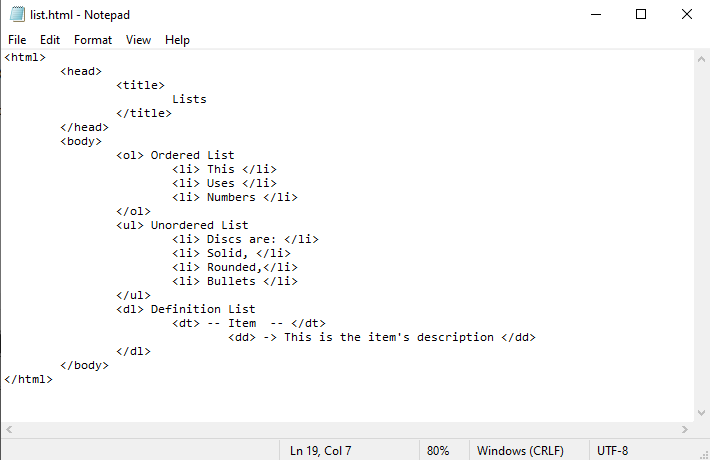 list.html - Notepad
File Edit Format View Help
<html>
<head>
<title>
Lists
</title>
</head>
<body>
<ol> Ordered List
<li> This </li>
<li> Uses </li>
<li> Numbers </li>
</ol>
<ul> Unordered List
<li> Discs are: </li>
<li> Solid, </li>
<li> Rounded,</li>
<li> Bullets </li>
</ul>
<dl> Definition List
<dt> -- Item  -- </dt>
<dd> -> This is the item's description </dd>
</dl>
</body>
</html>
Ln 19, Col 7 80% Windows (CRLF) UTF-8